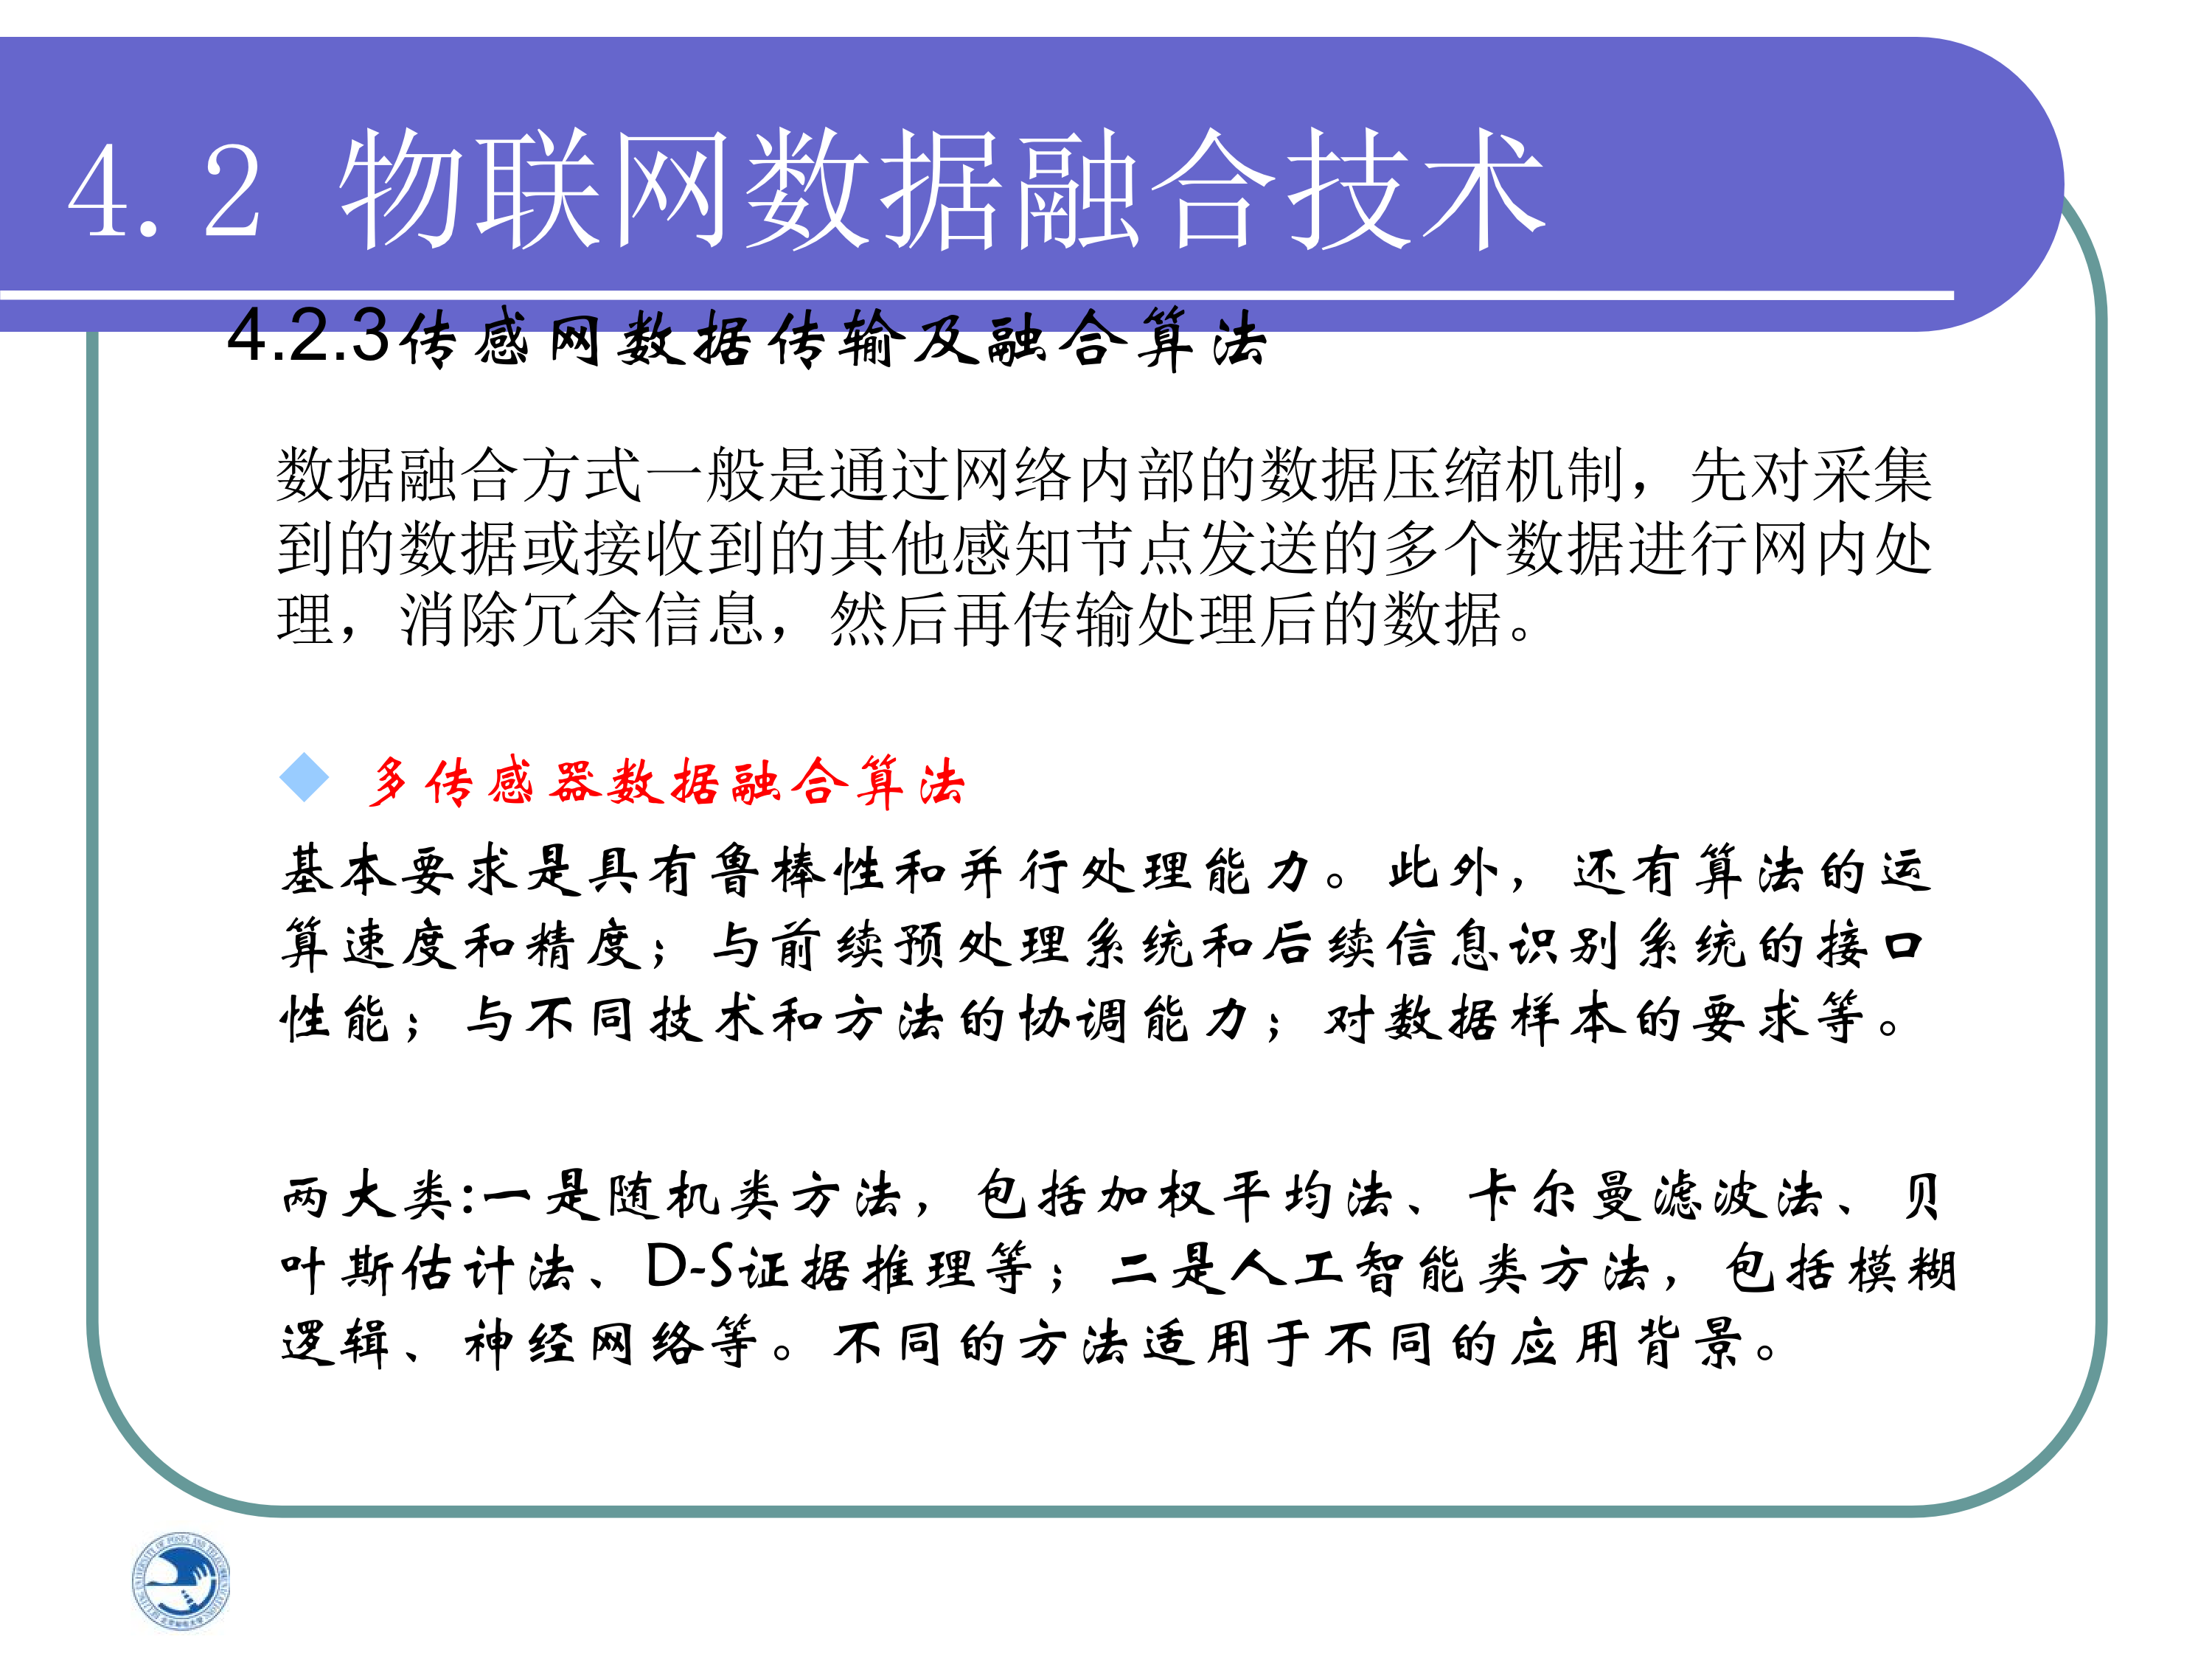 4.2 物联网数据融合技术
4.2.3传感网数据传输及融合算法
数据融合方式一般是通过网络内部的数据压缩机制，先对采集
到的数据或接收到的其他感知节点发送的多个数据进行网内处
理，消除冗余信息，然后再传输处理后的数据。
多传感器数据融合算法
基本要求是具有鲁棒性和并行处理能力。此外，还有算法的运
算速度和精度；与前续预处理系统和后续信息识别系统的接口
性能；与不同技术和方法的协调能力；对数据样本的要求等。
两大类:一是随机类方法，包括加权平均法、卡尔曼滤波法、贝
叶斯估计法、D-S证据推理等；二是人工智能类方法，包括模糊
逻辑、神经网络等。不同的方法适用于不同的应用背景。